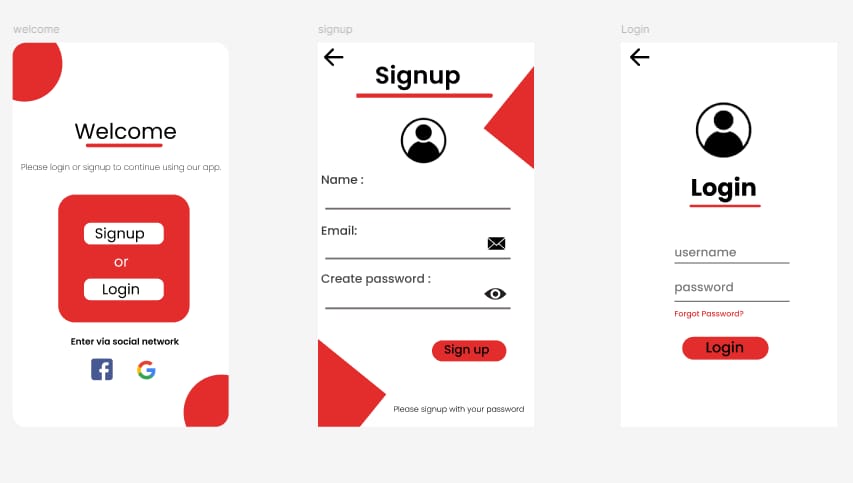 welcome
Welcome
Please login or signup to continue using our app.
Signup
or
Login
Enter via social network
signup
Signup
Name :
Email:
Create password :
Sign up
Please signup with your password
Login
Login
username
password
Forgot Password?
Login